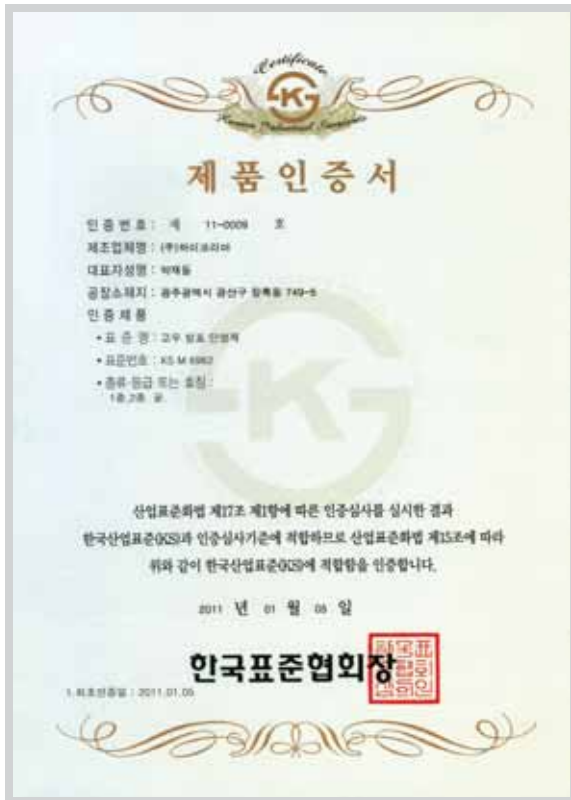 Certificate
제품인증서
인증번호 : 제 11-0009 호
제조업체명 : (주)하이코리아
대표자성명 :
공장소재지 : 광주광역시 광산구 장록동 749-5
인증제품
• 표준명 : 고무 발포 단열재
• 표준번호 : KS M 6962
• 종류·등급 또는 호칭 :
1종,2종 끝.
산업표준화법 제17조 제1항에 따른 인증심사를 실시한 결과
한국산업표준(KS)과 인증심사기준에 적합하므로 산업표준화법 제15조에 따라
위와 같이 한국산업표준(KS)에 적합함을 인증합니다.
2011 년 01 월 05 일
한국표준협회장
1.최초인증일 : 2011.01.05